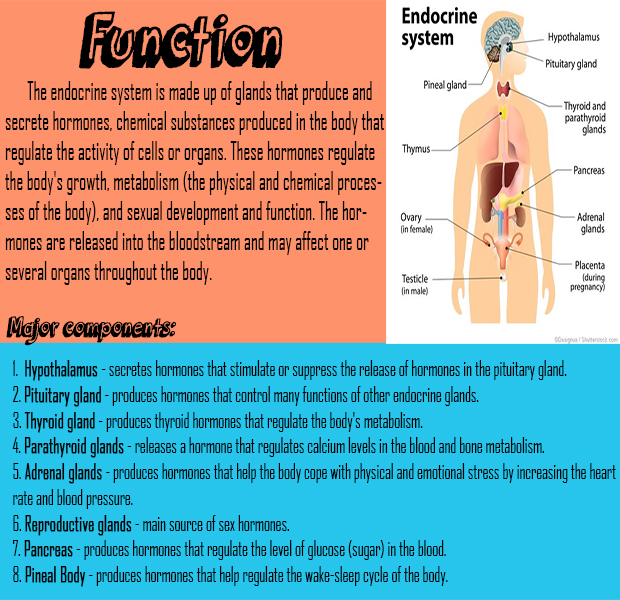 Function
The endocrine system is made up of glands that produce and
secrete hormones, chemical substances produced in the body that
regulate the activity of cells or organs. These hormones regulate
the body's growth, metabolism (the physical and chemical proces-
ses of the body), and sexual development and function. The hor-
mones are released into the bloodstream and may affect one or
several organs throughout the body.
Endocrine
system
Hypothalamus
Pituitary gland
Pineal gland
Thyroid and
parathyroid
glands
Thymus
Pancreas
Ovary
(in female)
Adrenal
glands
Placenta
(during
pregnancy)
Testicle
(in male)
©Designua / Shutterstock.com
Major components:
1. Hypothalamus - secretes hormones that stimulate or suppress the release of hormones in the pituitary gland.
2. Pituitary gland - produces hormones that control many functions of other endocrine glands.
3. Thyroid gland - produces thyroid hormones that regulate the body's metabolism.
4. Parathyroid glands - releases a hormone that regulates calcium levels in the blood and bone metabolism.
5. Adrenal glands - produces hormones that help the body cope with physical and emotional stress by increasing the heart
rate and blood pressure.
6. Reproductive glands - main source of sex hormones.
7. Pancreas - produces hormones that regulate the level of glucose (sugar) in the blood.
8. Pineal Body - produces hormones that help regulate the wake-sleep cycle of the body.